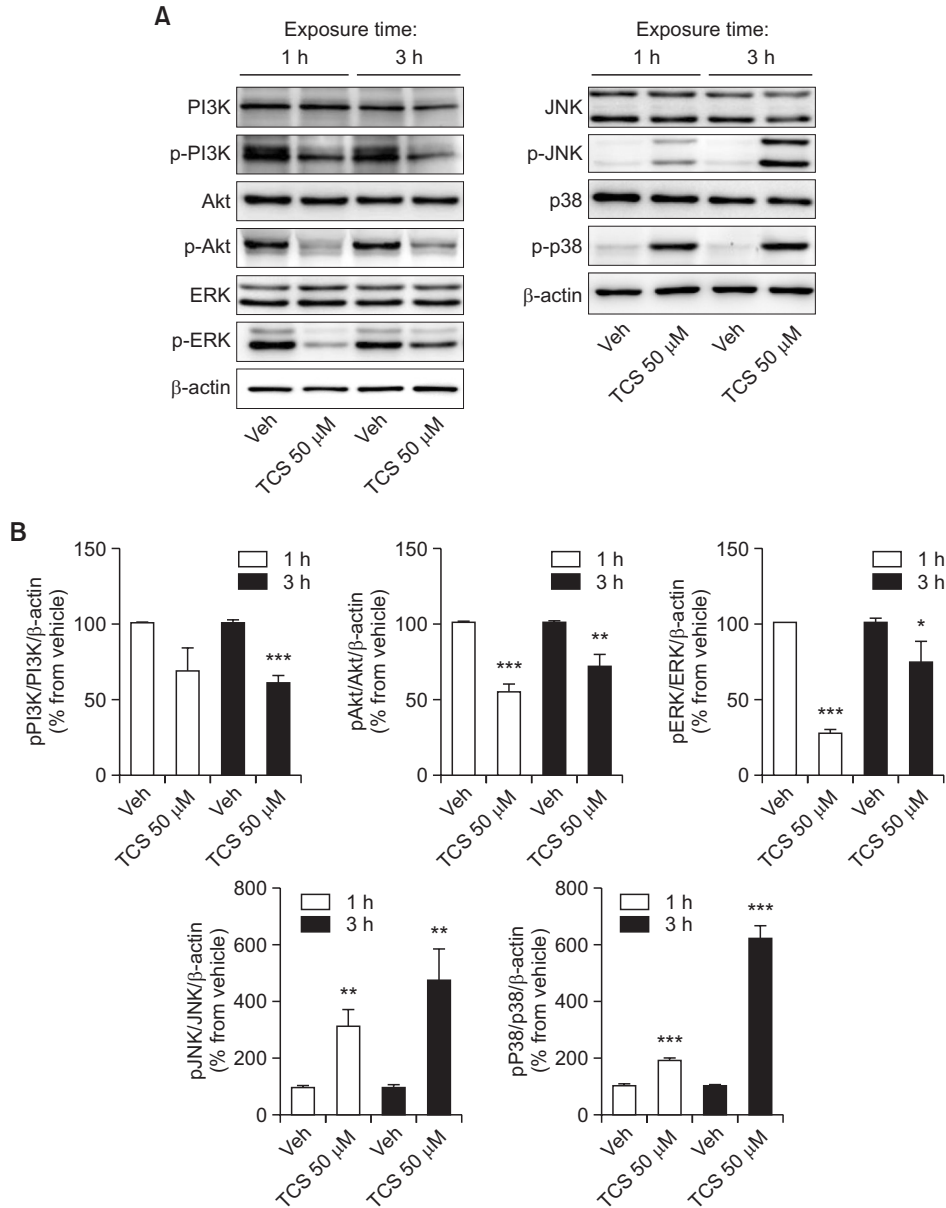 A
Exposure time:
1 h 3 h
PI3K
p-PI3K
Akt
p-Akt
ERK
p-ERK
β-actin
Veh
TCS 50 μM
Veh
TCS 50 μM
Exposure time:
1 h 3 h
JNK
p-JNK
p38
p-p38
β-actin
Veh
TCS 50 μM
Veh
TCS 50 μM
B
pPI3K/PI3K/β-actin
(% from vehicle)
150
100
50
0
1 h
3 h
***
Veh
TCS 50 μM
Veh
TCS 50 μM
pAkt/Akt/β-actin
(% from vehicle)
150
100
50
0
1 h
3 h
***
**
Veh
TCS 50 μM
Veh
TCS 50 μM
pERK/ERK/β-actin
(% from vehicle)
150
100
50
0
1 h
3 h
***
*
Veh
TCS 50 μM
Veh
TCS 50 μM
pJNK/JNK/β-actin
(% from vehicle)
800
600
400
200
0
1 h
3 h
**
**
Veh
TCS 50 μM
Veh
TCS 50 μM
pP38/p38/β-actin
(% from vehicle)
800
600
400
200
0
1 h
3 h
***
***
Veh
TCS 50 μM
Veh
TCS 50 μM